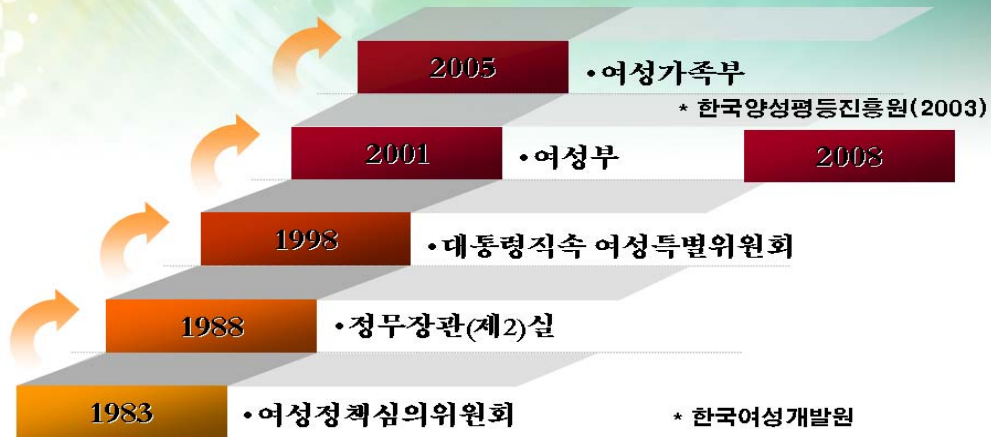 2005 •여성가족부
* 한국양성평등진흥원(2003)
2001 •여성부 2008
1998 •대통령직속 여성특별위원회
1988 •정무장관(제2)실
1983 •여성정책심의위원회 * 한국여성개발원